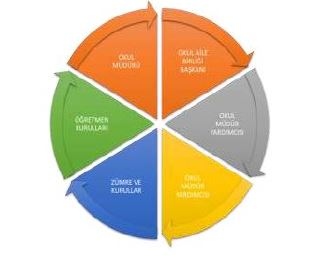 OKUL
MÜDÜRÜ
OKUL AİLE
BİRLİĞİ
BAŞKANI
OKUL
MÜDÜR
YARDIMCISI
OKUL
MÜDÜR
YARDIMCISI
ZÜMRE VE
KURULLAR
ÖĞRETMEN
KURULLARI